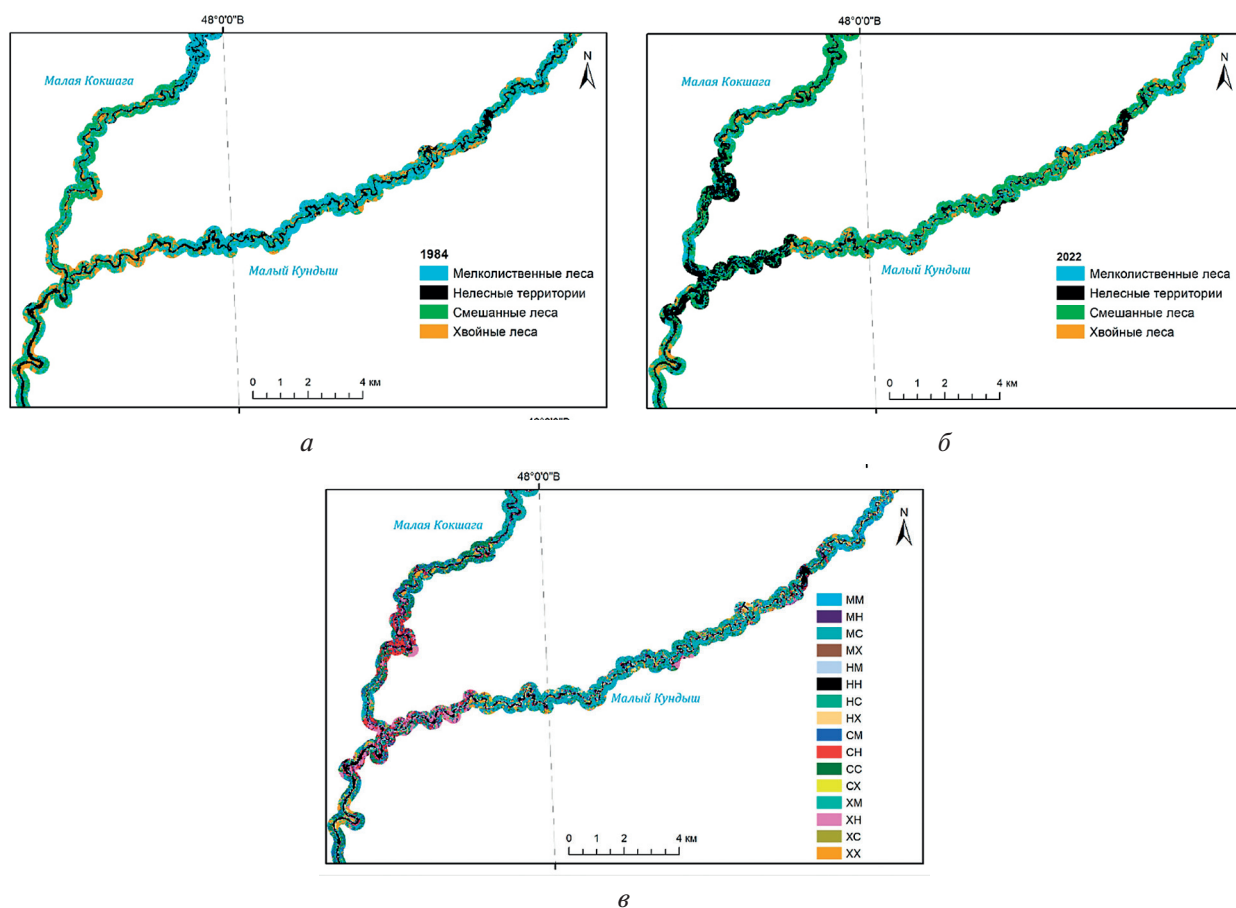 48°0'0"В
N
Малая Кокшага
Малый Кундыш
1984
Мелколиственные леса
Нелесные территории
Смешанные леса
Хвойные леса
0 1 2 4 км
а
48°0'0"В
N
Малая Кокшага
Малый Кундыш
2022
Мелколиственные леса
Нелесные территории
Смешанные леса
Хвойные леса
0 1 2 4 км
б
48°0'0"В
N
Малая Кокшага
Малый Кундыш
ММ
МН
МС
МХ
НМ
НН
НС
НХ
СМ
СН
СС
СХ
ХМ
ХН
ХС
ХХ
0 1 2 4 км
в